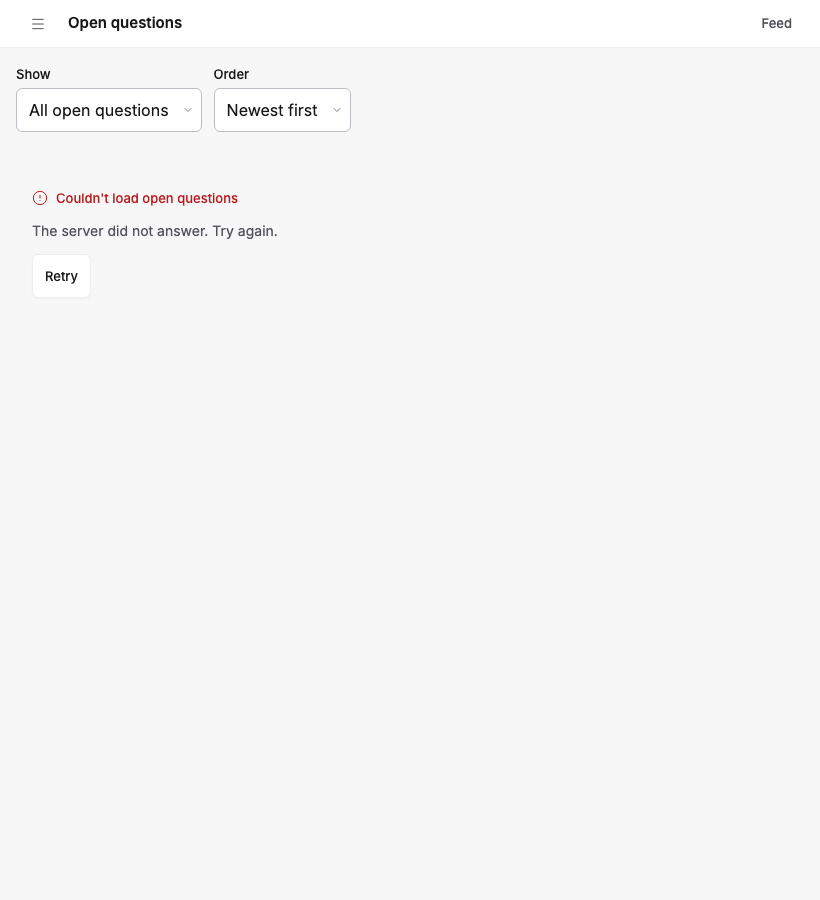 Open questions
Feed
Show
Order
All open questions
Newest first
Couldn't load open questions
The server did not answer. Try again.
Retry